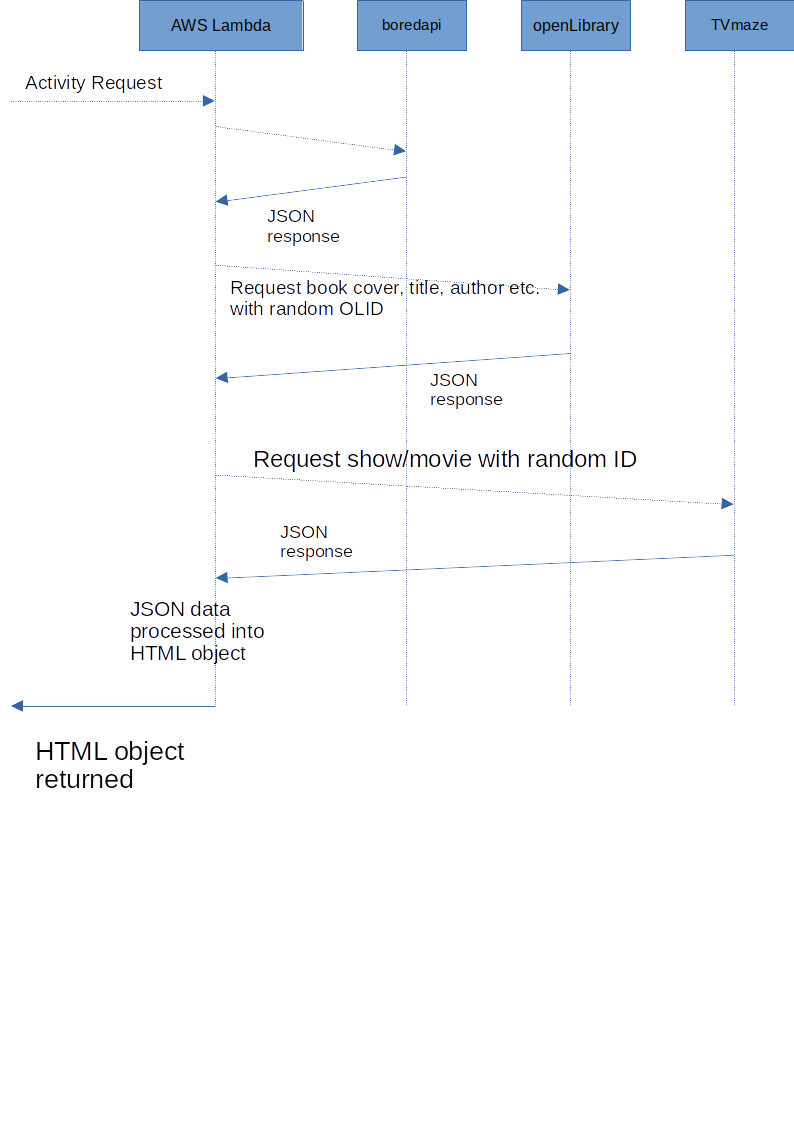 AWS Lambda
boredapi
openLibrary
TVmaze
Activity Request
JSON
response
Request book cover, title, author etc.
with random OLID
JSON
response
Request show/movie with random ID
JSON
response
JSON data
processed into
HTML object
HTML object
returned